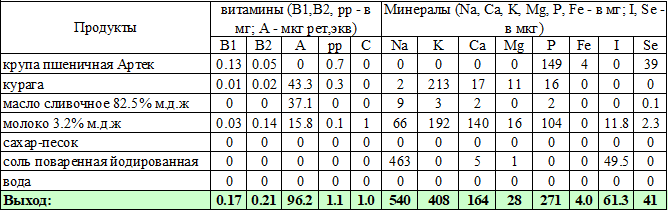 Продукты витамины (B1,B2, pp - в мг; А - мкг рет,экв) Минералы (Na, Ca, K, Mg, P, Fe - в мг; I, Se - в мкг)
B1 B2 A pp C Na K Ca Mg P Fe I Se
крупа пшеничная Артек 0.13 0.05 0 0.7 0 0 0 0 0 149 4 0 39
курага 0.01 0.02 43.3 0.3 0 2 213 17 11 16 0 0 0
масло сливочное 82.5% м.д.ж 0 0 37.1 0 0 9 3 2 0 2 0 0 0.1
молоко 3.2% м.д.ж 0.03 0.14 15.8 0.1 1 66 192 140 16 104 0 11.8 2.3
сахар-песок 0 0 0 0 0 0 0 0 0 0 0 0 0
соль поваренная йодированная 0 0 0 0 0 463 0 5 1 0 0 49.5 0
вода 0 0 0 0 0 0 0 0 0 0 0 0 0
Выход: 0.17 0.21 96.2 1.1 1.0 540 408 164 28 271 4.0 61.3 41